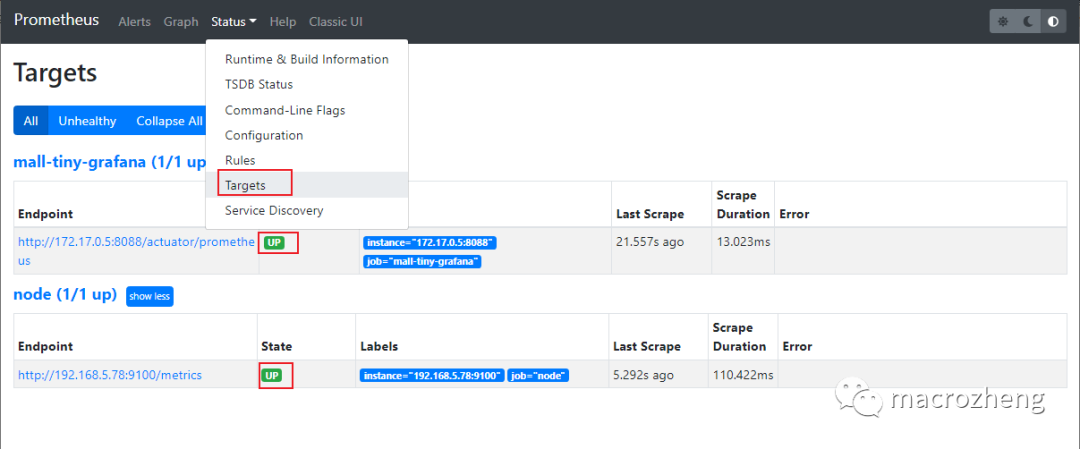 Prometheus Alerts Graph Status Help Classic UI
Targets
Runtime & Build Information
TSDB Status
Command-Line Flags
Configuration
Rules
Targets
Service Discovery
All Unhealthy Collapse All
mall-tiny-grafana (1/1 up
Endpoint Last Scrape Scrape Duration Error
http://172.17.0.5:8088/actuator/promethe
us
UP
instance="172.17.0.5:8088"
job="mall-tiny-grafana"
21.557s ago 13.023ms
node (1/1 up) show less
Endpoint State Labels Last Scrape Scrape Duration Error
http://192.168.5.78:9100/metrics UP instance="192.168.5.78:9100" job="node" 5.292s ago 110.422ms
macrozheng